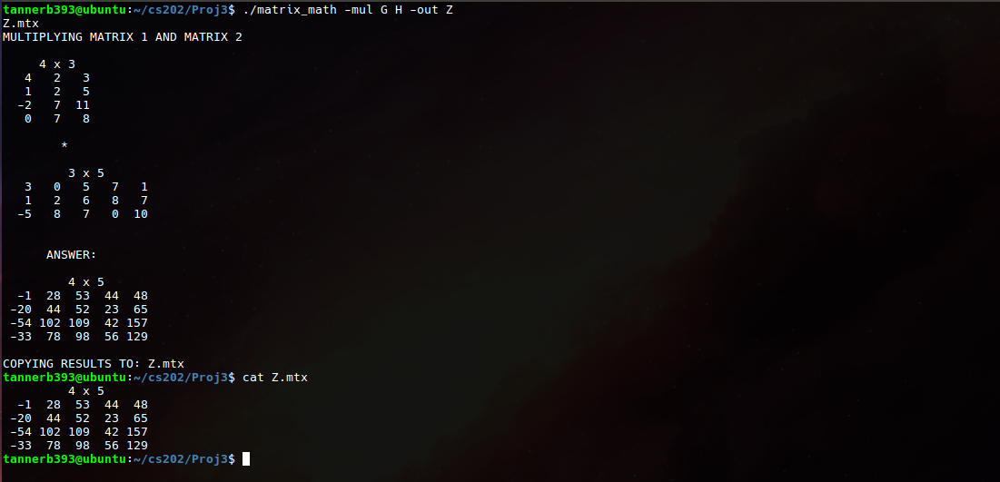 tannerb393@ubuntu:~/cs202/Proj3$ ./matrix_math -mul G H -out Z
Z.mtx
MULTIPLYING MATRIX 1 AND MATRIX 2
4 x 3
4 2 3
1 2 5
-2 7 11
0 7 8
*
3 x 5
3 0 5 7 1
1 2 6 8 7
-5 8 7 0 10
ANSWER:
4 x 5
-1 28 53 44 48
-20 44 52 23 65
-54 102 109 42 157
-33 78 98 56 129
COPYING RESULTS TO: Z.mtx
tannerb393@ubuntu:~/cs202/Proj3$ cat Z.mtx
4 x 5
-1 28 53 44 48
-20 44 52 23 65
-54 102 109 42 157
-33 78 98 56 129
tannerb393@ubuntu:~/cs202/Proj3$